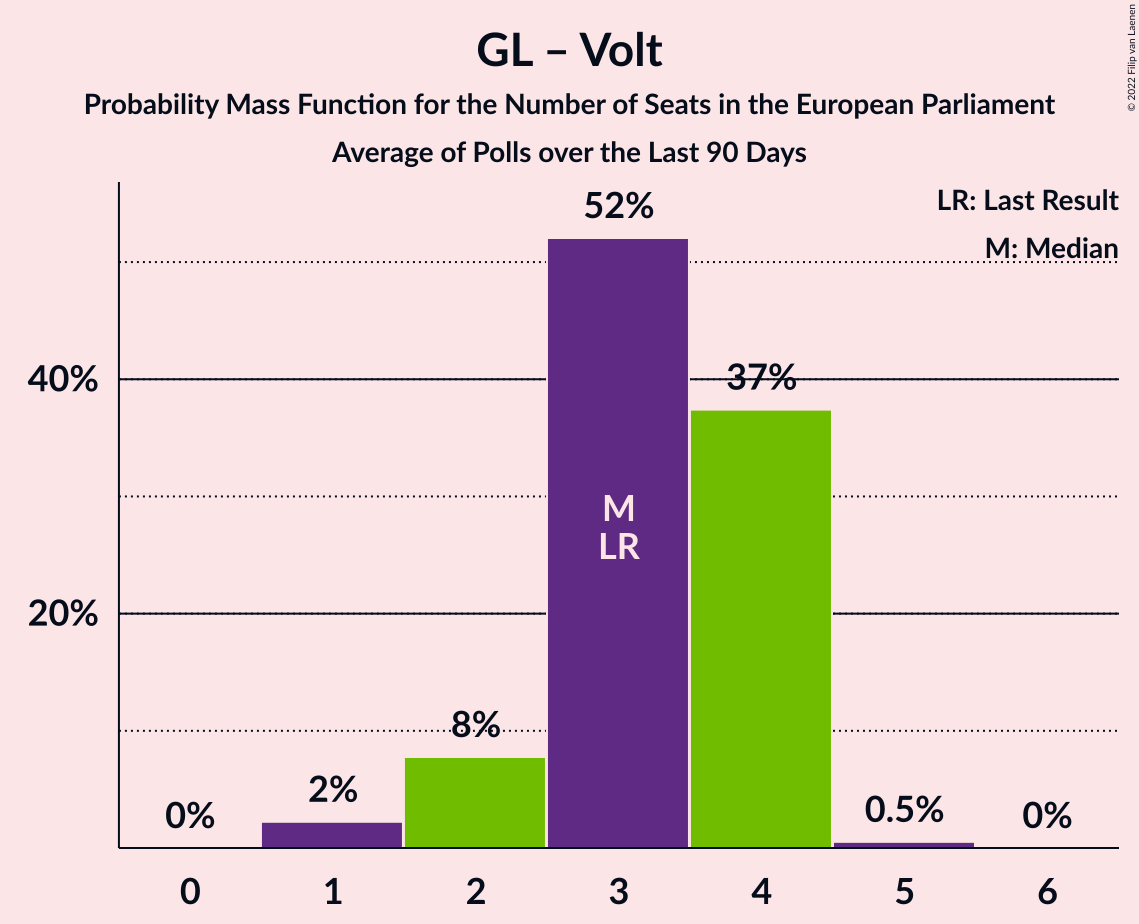 GL – Volt
Probability Mass Function for the Number of Seats in the European Parliament
Average of Polls over the Last 90 Days
© 2022 Filip van Laenen
LR: Last Result
M: Median
52%
40%
37%
M
LR
20%
8%
2%
0%
0.5%
0%
0 1 2 3 4 5 6